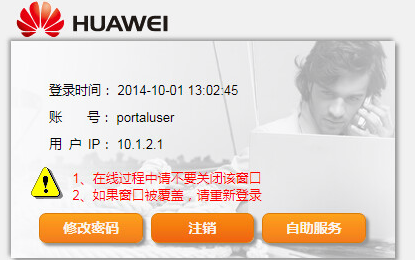 HUAWEI
登录时间： 2014-10-01 13:02:45
账 号： portaluser
用 户 IP： 10.1.2.1
1、在线过程中请不要关闭该窗口
2、如果窗口被覆盖，请重新登录
修改密码 注销 自助服务